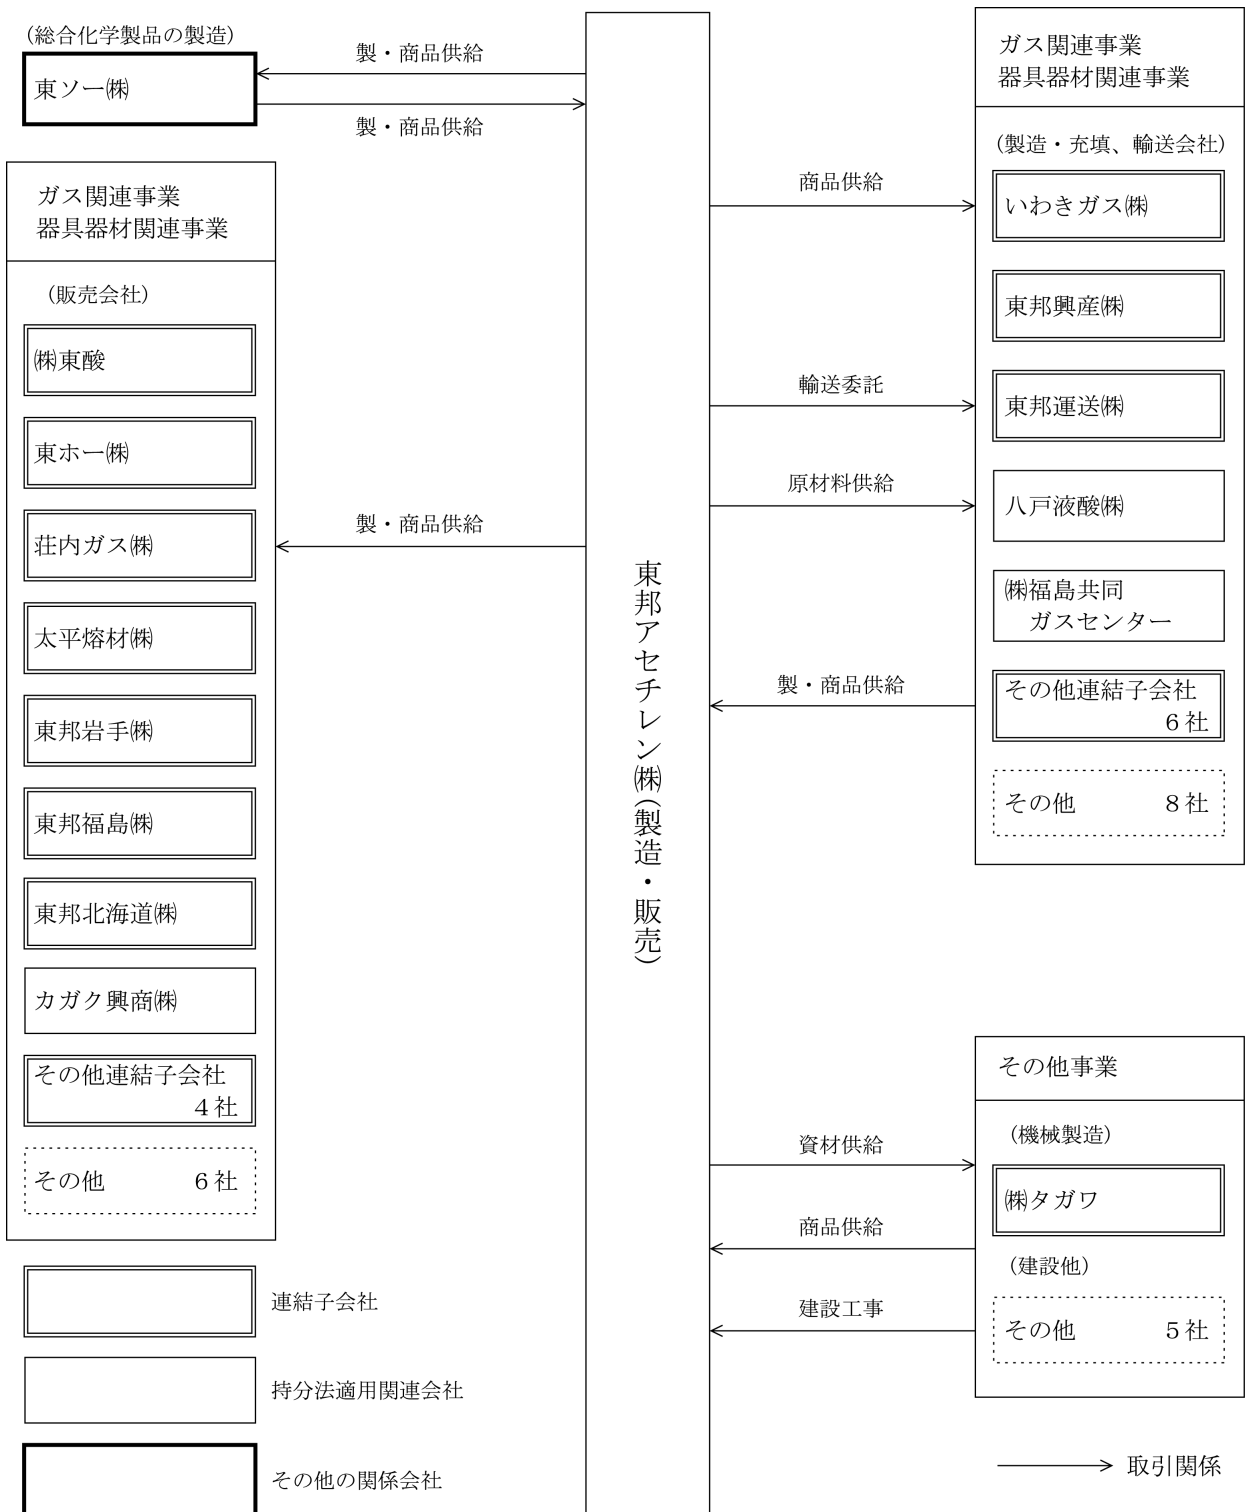 (総合化学製品の製造)
東ソー㈱
製・商品供給
製・商品供給
ガス関連事業
器具器材関連事業
(販売会社)
㈱東酸
東ホー㈱
荘内ガス㈱
太平熔材㈱
東邦岩手㈱
東邦福島㈱
東邦北海道㈱
カガク興商㈱
その他連結子会社
4社
その他 6社
製・商品供給
東邦アセチレン㈱(製造・販売)
ガス関連事業
器具器材関連事業
(製造・充填、輸送会社)
いわきガス㈱
東邦興産㈱
東邦運送㈱
八戸液酸㈱
㈱福島共同
ガスセンター
その他連結子会社
6社
その他 8社
商品供給
輸送委託
原材料供給
製・商品供給
その他事業
(機械製造)
㈱タガワ
(建設他)
その他 5社
資材供給
商品供給
建設工事
連結子会社
持分法適用関連会社
その他の関係会社
取引関係